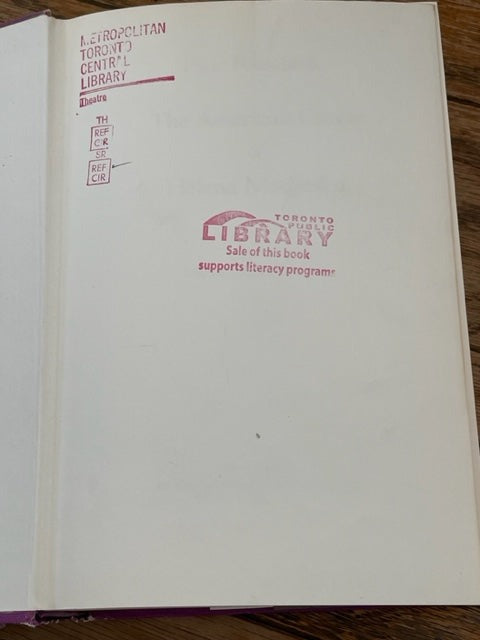 METROPOLITAN
TORONTO
CENTRAL
LIBRARY
Theatre
TH
REF
CIR
SR
REF
CIR
TORONTO
PUBLIC
LIBRARY
Sale of this book
supports literacy programs